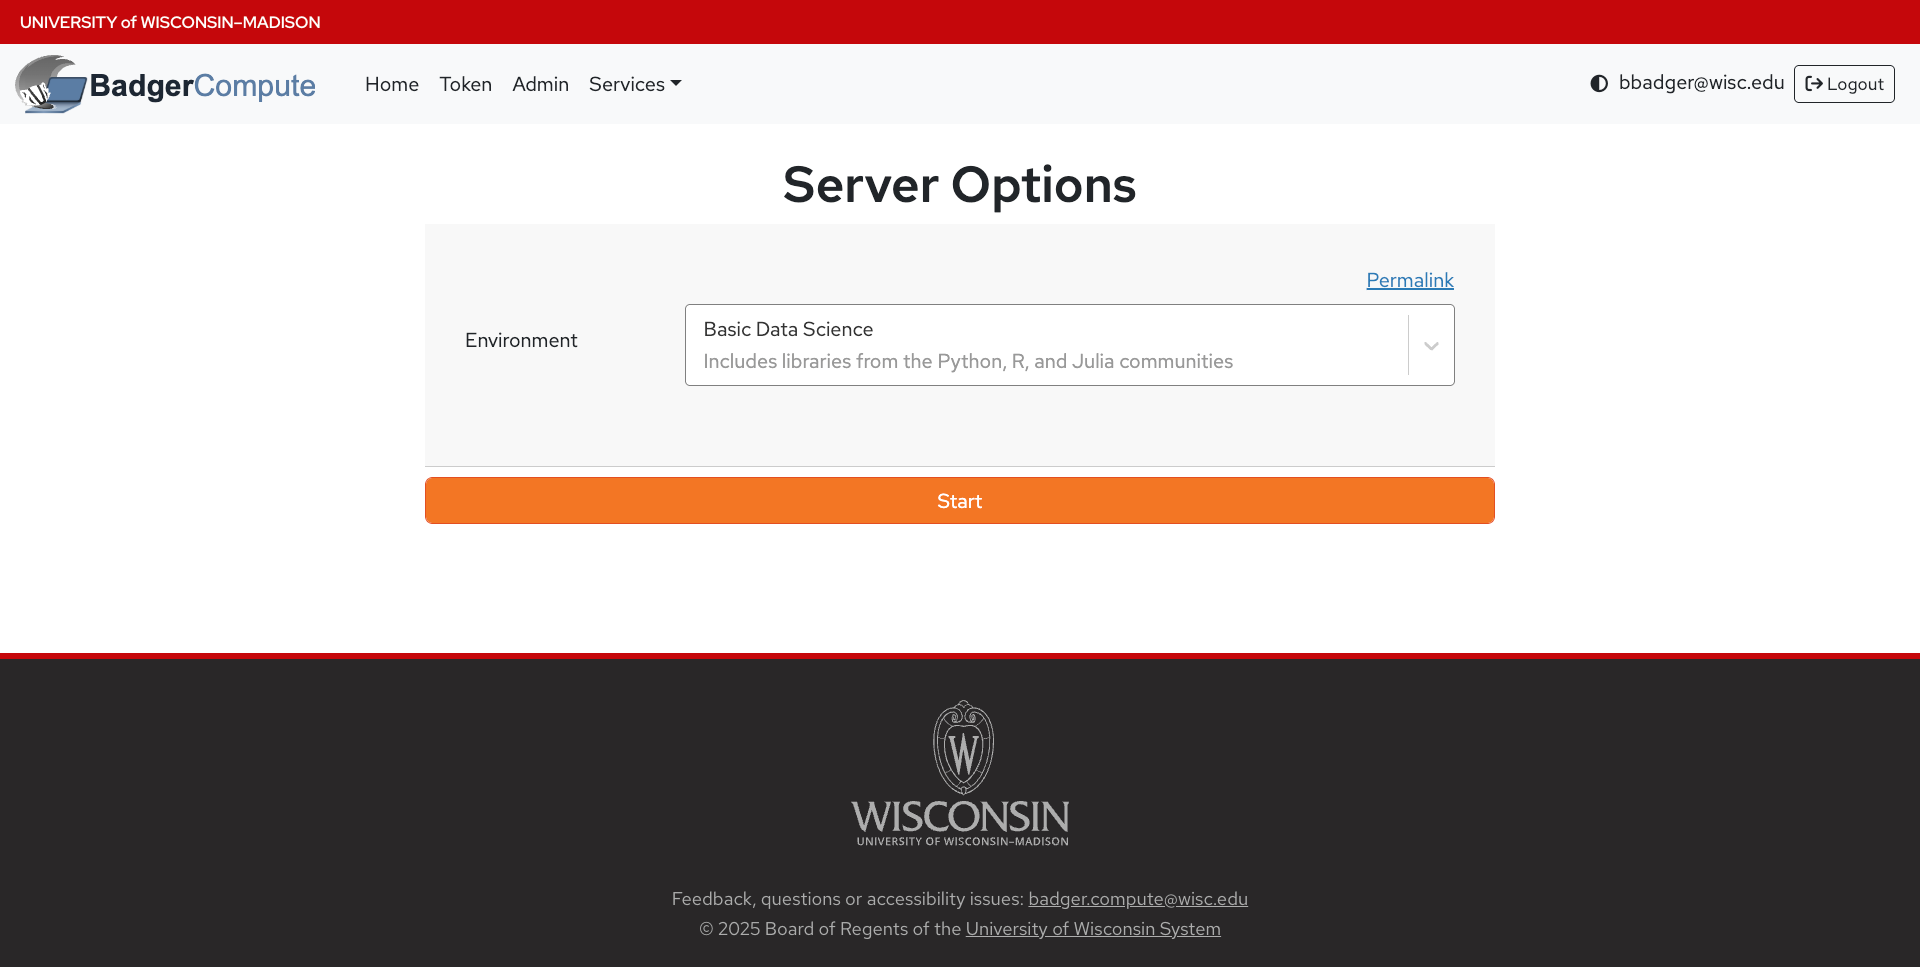 UNIVERSITY of WISCONSIN–MADISON
BadgerCompute
Home Token Admin Services
bbadger@wisc.edu Logout
Server Options
Permalink
Environment
Basic Data Science
Includes libraries from the Python, R, and Julia communities
Start
W
WISCONSIN
UNIVERSITY OF WISCONSIN–MADISON
Feedback, questions or accessibility issues: badger.compute@wisc.edu
© 2025 Board of Regents of the University of Wisconsin System